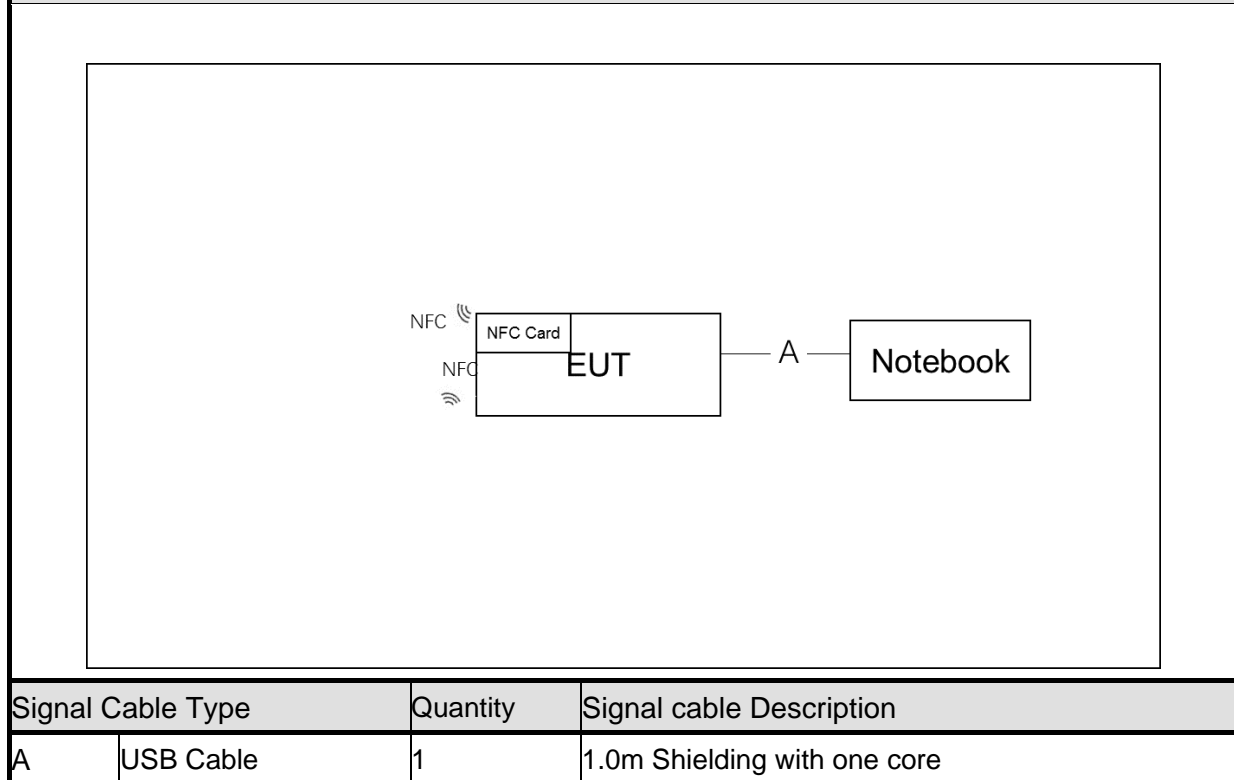 NFC
NFC Card
NFC
EUT
A
Notebook
Signal Cable Type Quantity Signal cable Description
A USB Cable 1 1.0m Shielding with one core